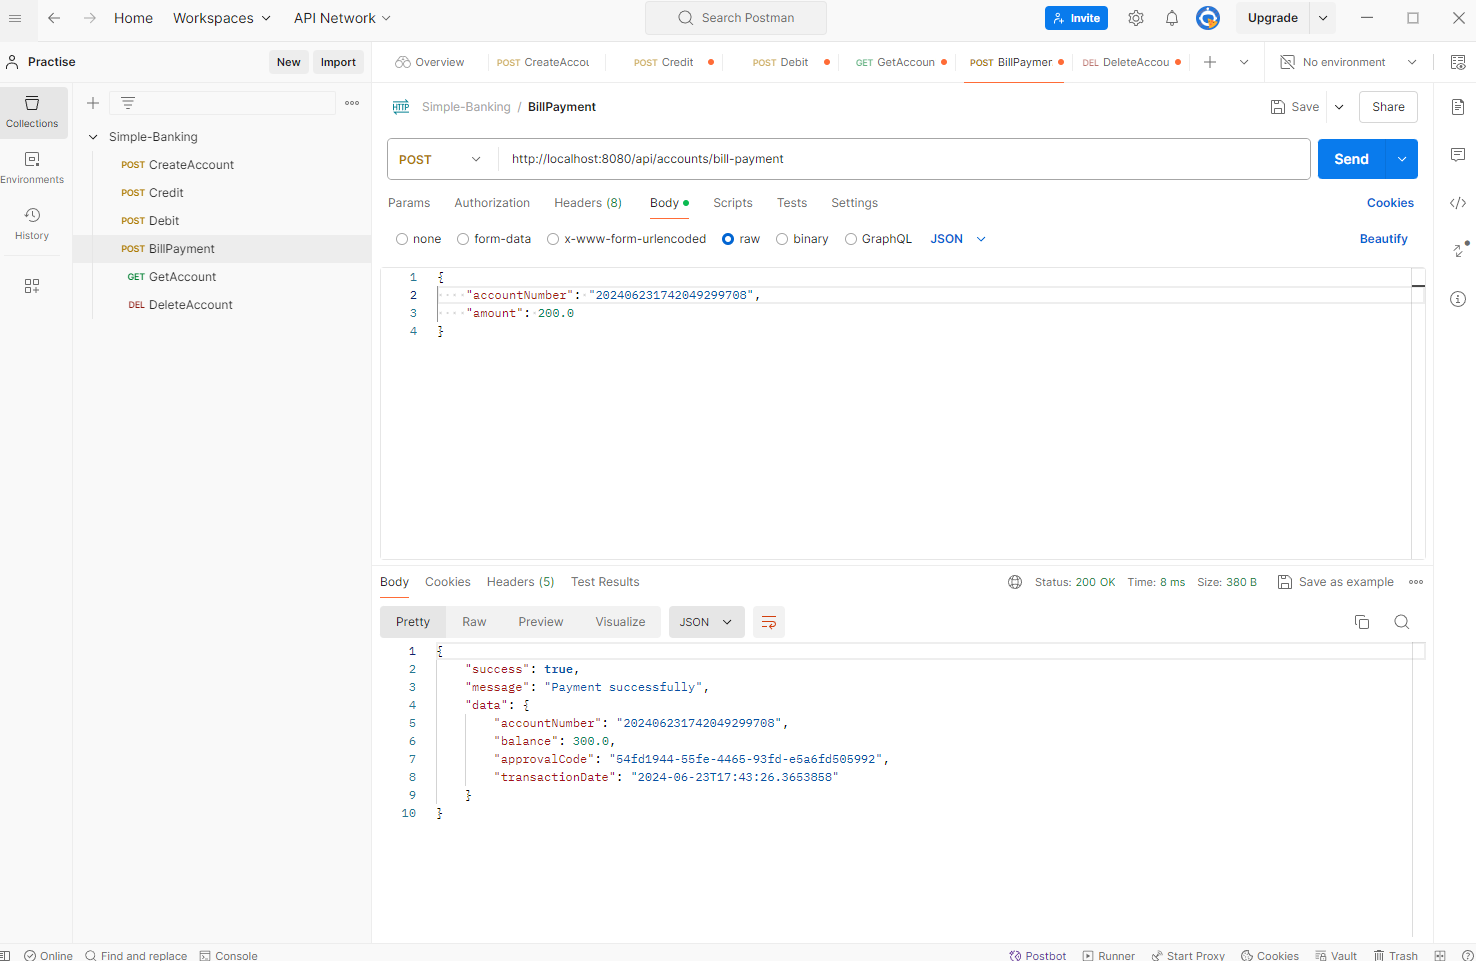 Home Workspaces API Network Search Postman Invite Upgrade
Practise New Import
Overview POST CreateAccou POST Credit POST Debit GET GetAccoun POST BillPaymer DEL DeleteAccou No environment
Collections
Environments
History
Simple-Banking
POST CreateAccount
POST Credit
POST Debit
POST BillPayment
GET GetAccount
DEL DeleteAccount
HTTP Simple-Banking / BillPayment Save Share
POST http://localhost:8080/api/accounts/bill-payment Send
Params Authorization Headers (8) Body Scripts Tests Settings Cookies
none form-data x-www-form-urlencoded raw binary GraphQL JSON Beautify
1 {
2 "accountNumber": "202406231742049299708",
3 "amount": 200.0
4 }
Body Cookies Headers (5) Test Results Status: 200 OK Time: 8 ms Size: 380 B Save as example
Pretty Raw Preview Visualize JSON
1 {
2 "success": true,
3 "message": "Payment successfully",
4 "data": {
5 "accountNumber": "202406231742049299708",
6 "balance": 300.0,
7 "approvalCode": "54fd1944-55fe-4465-93fd-e5a6fd505992",
8 "transactionDate": "2024-06-23T17:43:26.3653858"
9 }
10 }
Online Find and replace Console Postbot Runner Start Proxy Cookies Vault Trash